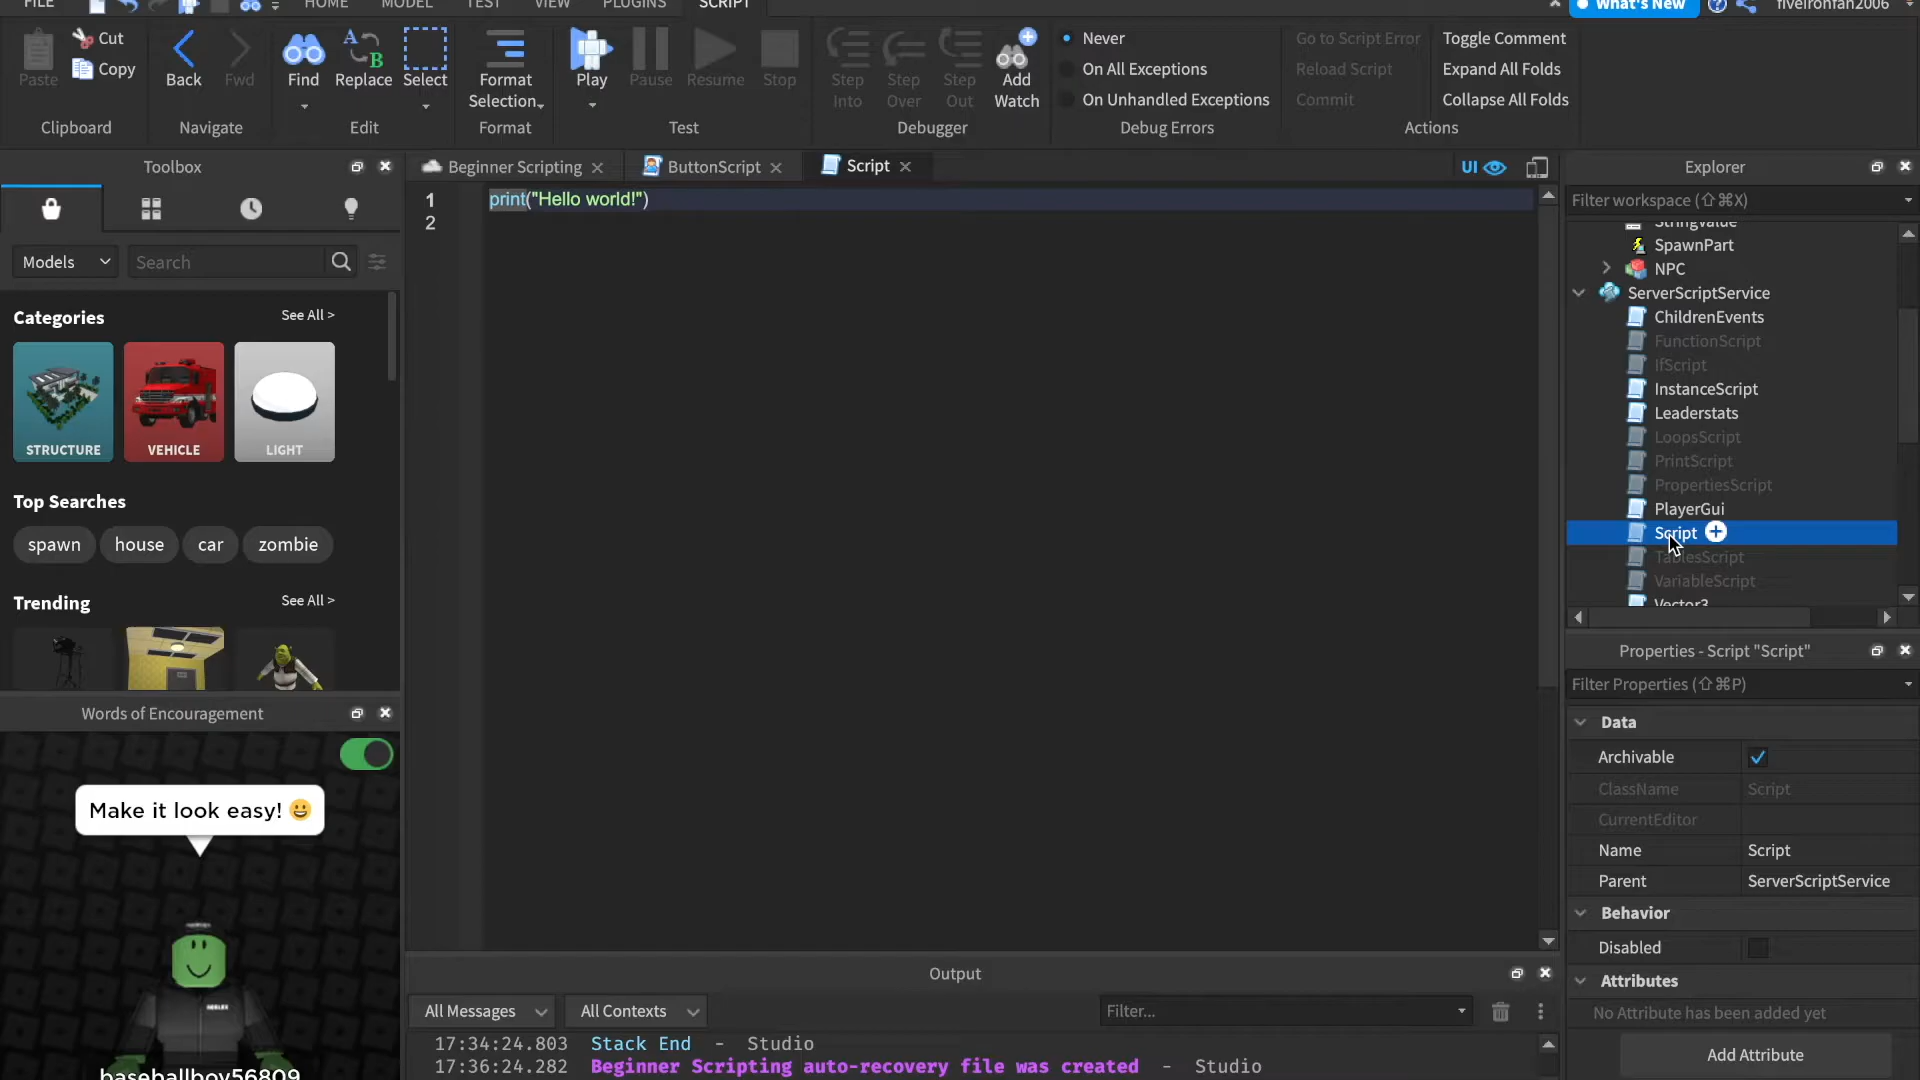 FILE
HOME
MODEL
TEST
VIEW
PLUGINS
SCRIPT
What's New
fiveironfan2006
Paste
Cut
Copy
Clipboard
Back
Fwd
Navigate
Find
Replace
Select
Edit
Format
Selection
Format
Play
Pause
Resume
Stop
Test
Step
Into
Step
Over
Step
Out
Add
Watch
Debugger
Never
On All Exceptions
On Unhandled Exceptions
Debug Errors
Go to Script Error
Reload Script
Commit
Toggle Comment
Expand All Folds
Collapse All Folds
Actions
Toolbox
Models
Search
Categories
See All >
STRUCTURE
VEHICLE
LIGHT
Top Searches
spawn
house
car
zombie
Trending
See All >
Words of Encouragement
Make it look easy! 😀
baseballboy56809
Beginner Scripting
ButtonScript
Script
UI
1 print("Hello world!")
2
Output
All Messages
All Contexts
Filter...
17:34:24.803 Stack End - Studio
17:36:24.282 Beginner Scripting auto-recovery file was created - Studio
Explorer
Filter workspace (⇧⌘X)
StringValue
SpawnPart
NPC
ServerScriptService
ChildrenEvents
FunctionScript
IfScript
InstanceScript
Leaderstats
LoopsScript
PrintScript
PropertiesScript
PlayerGui
Script
TablesScript
VariableScript
Vector3
Properties - Script "Script"
Filter Properties (⇧⌘P)
Data
Archivable
ClassName Script
CurrentEditor
Name Script
Parent ServerScriptService
Behavior
Disabled
Attributes
No Attribute has been added yet
Add Attribute